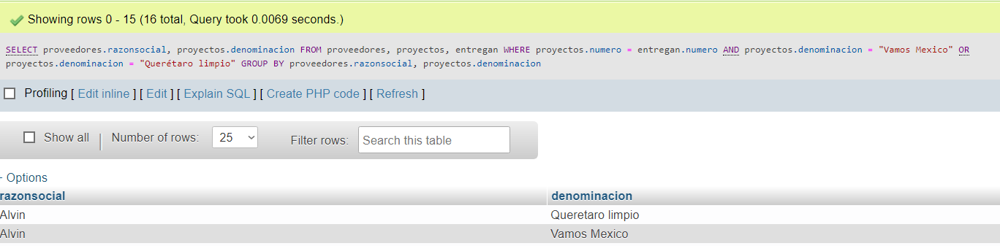 Showing rows 0 - 15 (16 total, Query took 0.0069 seconds.)
SELECT proveedores.razonsocial, proyectos.denominacion FROM proveedores, proyectos, entregan WHERE proyectos.numero = entregan.numero AND proyectos.denominacion = "Vamos Mexico" OR
proyectos.denominacion = "Querétaro limpio" GROUP BY proveedores.razonsocial, proyectos.denominacion
Profiling [ Edit inline ] [ Edit ] [ Explain SQL ] [ Create PHP code ] [ Refresh ]
Show all | Number of rows: 25 Filter rows: Search this table
+ Options
razonsocial denominacion
Alvin Queretaro limpio
Alvin Vamos Mexico